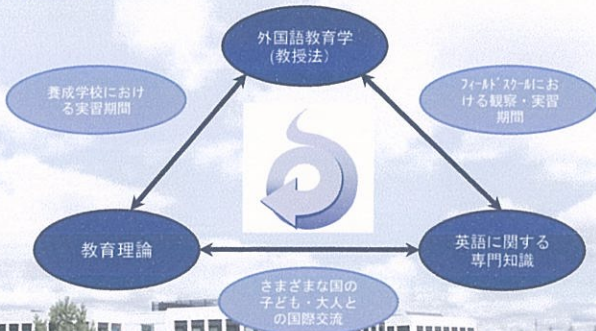 外国語教育学
(教授法)
養成学校におけ
る実習期間
フィールドスクールにお
ける観察・実習
期間
教育理論
英語に関する
専門知識
さまざまな国の
子ども・大人と
の国際交流